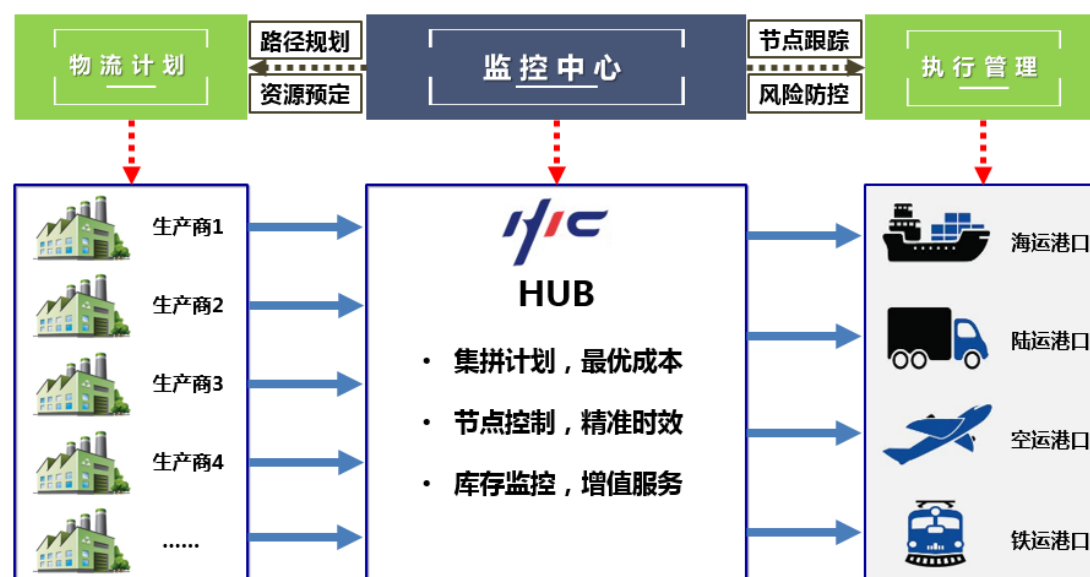 物流计划
路径规划
资源预定
监控中心
节点跟踪
风险防控
执行管理
生产商1
生产商2
生产商3
生产商4
......
HIC
HUB
• 集拼计划，最优成本
• 节点控制，精准时效
• 库存监控，增值服务
海运港口
陆运港口
空运港口
铁运港口